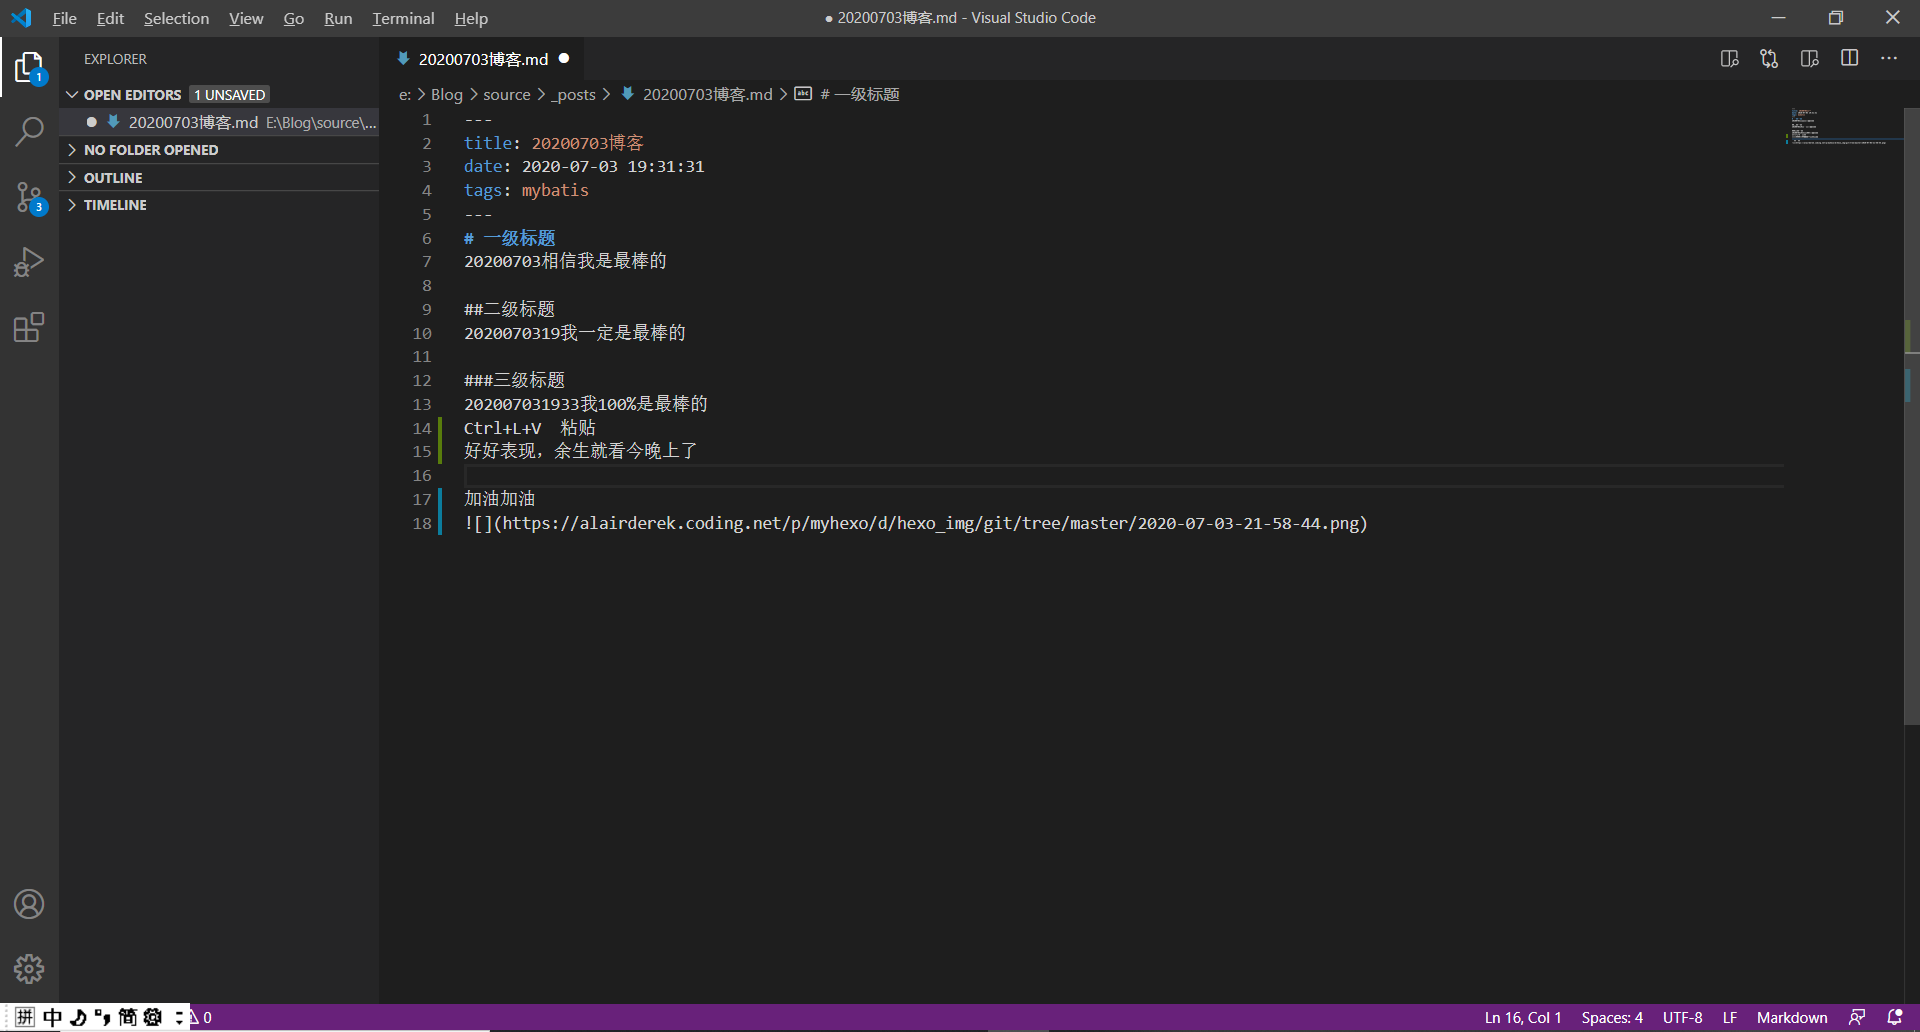 File Edit Selection View Go Run Terminal Help
● 20200703博客.md - Visual Studio Code
EXPLORER
OPEN EDITORS 1 UNSAVED
20200703博客.md E:\Blog\source\...
NO FOLDER OPENED
OUTLINE
TIMELINE
1
3
20200703博客.md
e: > Blog > source > _posts > 20200703博客.md > # 一级标题
1 ---
2 title: 20200703博客
3 date: 2020-07-03 19:31:31
4 tags: mybatis
5 ---
6 # 一级标题
7 20200703相信我是最棒的
8
9 ##二级标题
10 2020070319我一定是最棒的
11
12 ###三级标题
13 202007031933我100%是最棒的
14 Ctrl+L+V  粘贴
15 好好表现，余生就看今晚上了
16
17 加油加油
18 ![](https://alairderek.coding.net/p/myhexo/d/hexo_img/git/tree/master/2020-07-03-21-58-44.png)
拼 中 简
0
Ln 16, Col 1 Spaces: 4 UTF-8 LF Markdown